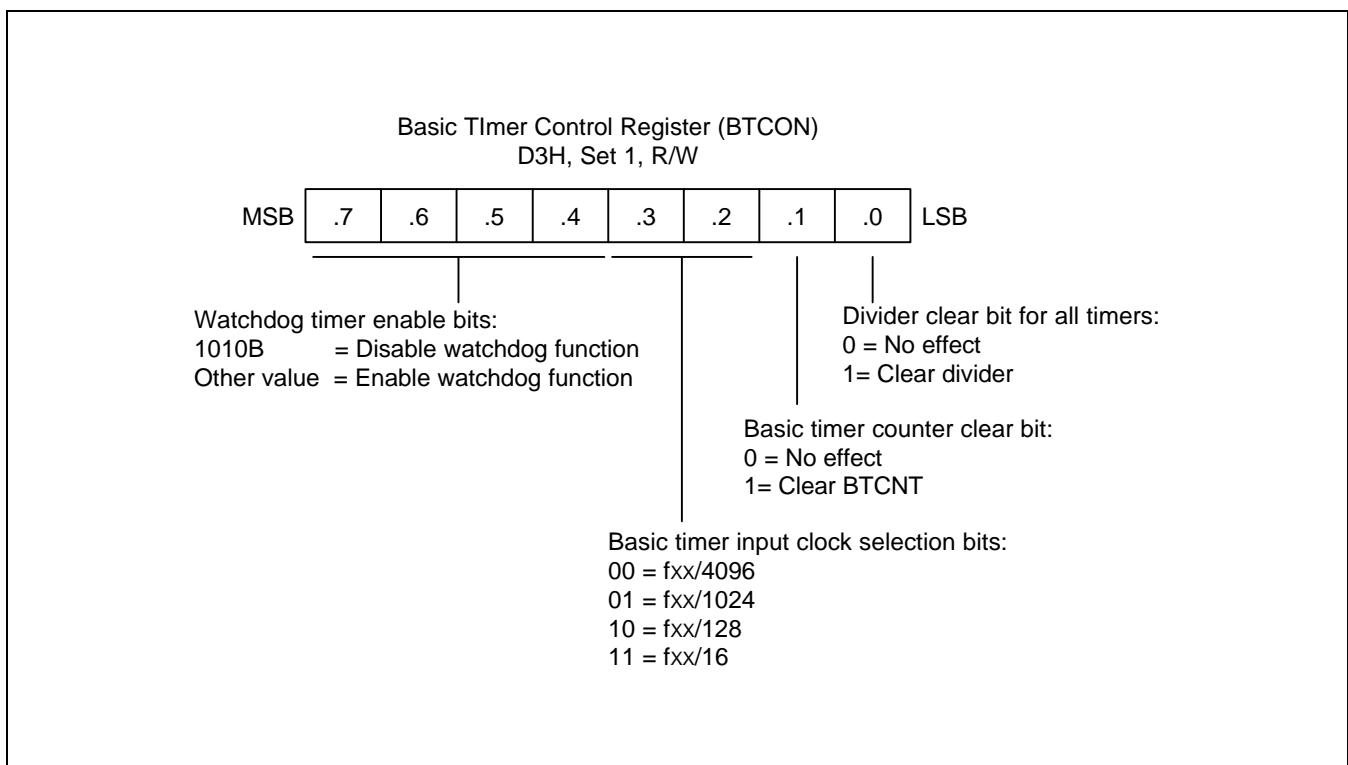 Basic TImer Control Register (BTCON)
D3H, Set 1, R/W
MSB .7 .6 .5 .4 .3 .2 .1 .0 LSB
Watchdog timer enable bits:
1010B = Disable watchdog function
Other value = Enable watchdog function
Divider clear bit for all timers:
0 = No effect
1= Clear divider
Basic timer counter clear bit:
0 = No effect
1= Clear BTCNT
Basic timer input clock selection bits:
00 = fxx/4096
01 = fxx/1024
10 = fxx/128
11 = fxx/16